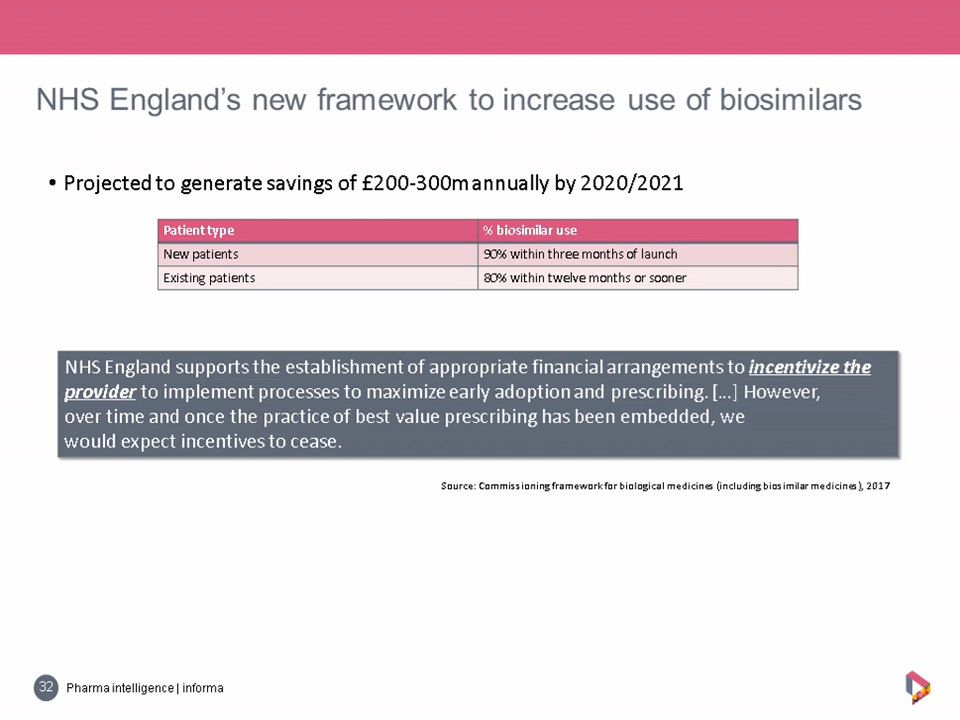 NHS England’s new framework to increase use of biosimilars
• Projected to generate savings of £200-300m annually by 2020/2021
Patient type % biosimilar use
New patients 90% within three months of launch
Existing patients 80% within twelve months or sooner
NHS England supports the establishment of appropriate financial arrangements to incentivize the
provider to implement processes to maximize early adoption and prescribing. [...] However,
over time and once the practice of best value prescribing has been embedded, we
would expect incentives to cease.
Source: Commissioning framework for biological medicines (including biosimilar medicines), 2017
32 Pharma intelligence | informa